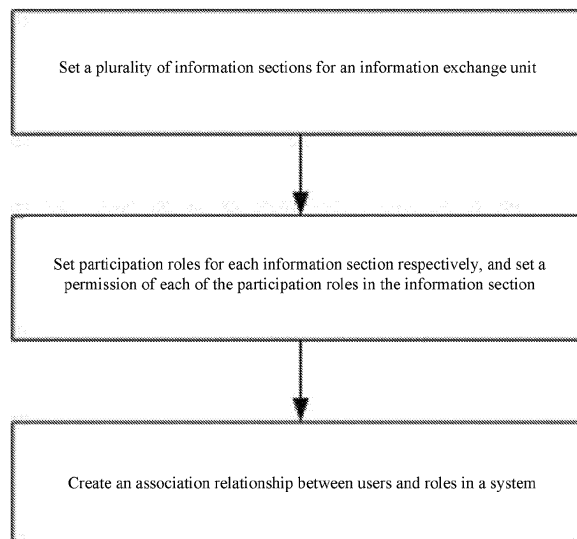 Set a plurality of information sections for an information exchange unit
Set participation roles for each information section respectively, and set a
permission of each of the participation roles in the information section
Create an association relationship between users and roles in a system